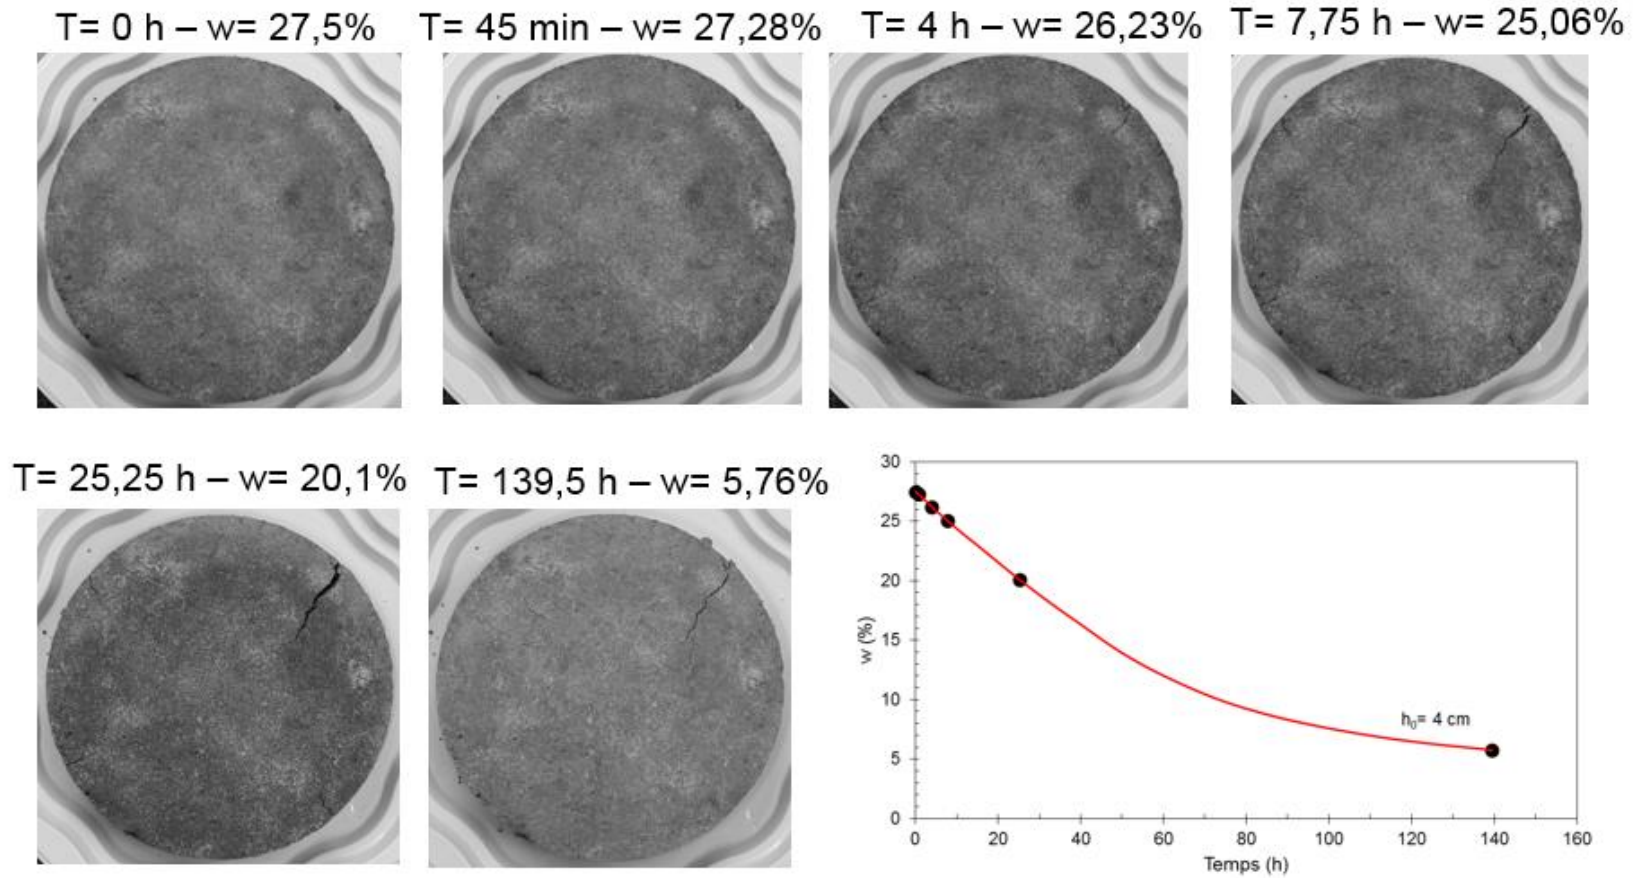 T= 0 h – w= 27,5%
T= 45 min – w= 27,28%
T= 4 h – w= 26,23%
T= 7,75 h – w= 25,06%
T= 25,25 h – w= 20,1%
T= 139,5 h – w= 5,76%
30
25
20
15
10
5
0
w (%)
h₀= 4 cm
0 20 40 60 80 100 120 140 160
Temps (h)